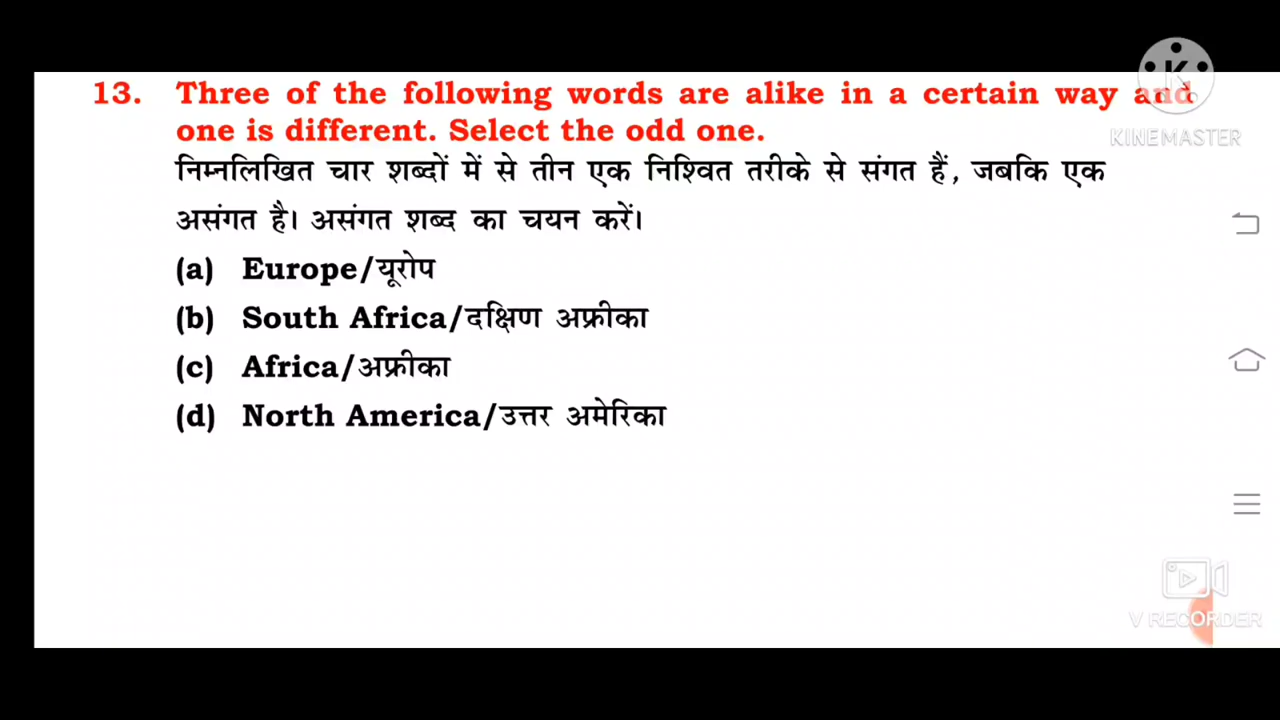 13. Three of the following words are alike in a certain way and
one is different. Select the odd one.
निम्नलिखित चार शब्दों में से तीन एक निश्चित तरीके से संगत हैं, जबकि एक
असंगत है। असंगत शब्द का चयन करें।
(a) Europe/यूरोप
(b) South Africa/दक्षिण अफ्रीका
(c) Africa/अफ्रीका
(d) North America/उत्तर अमेरिका
K
KINEMASTER
V RECORDER